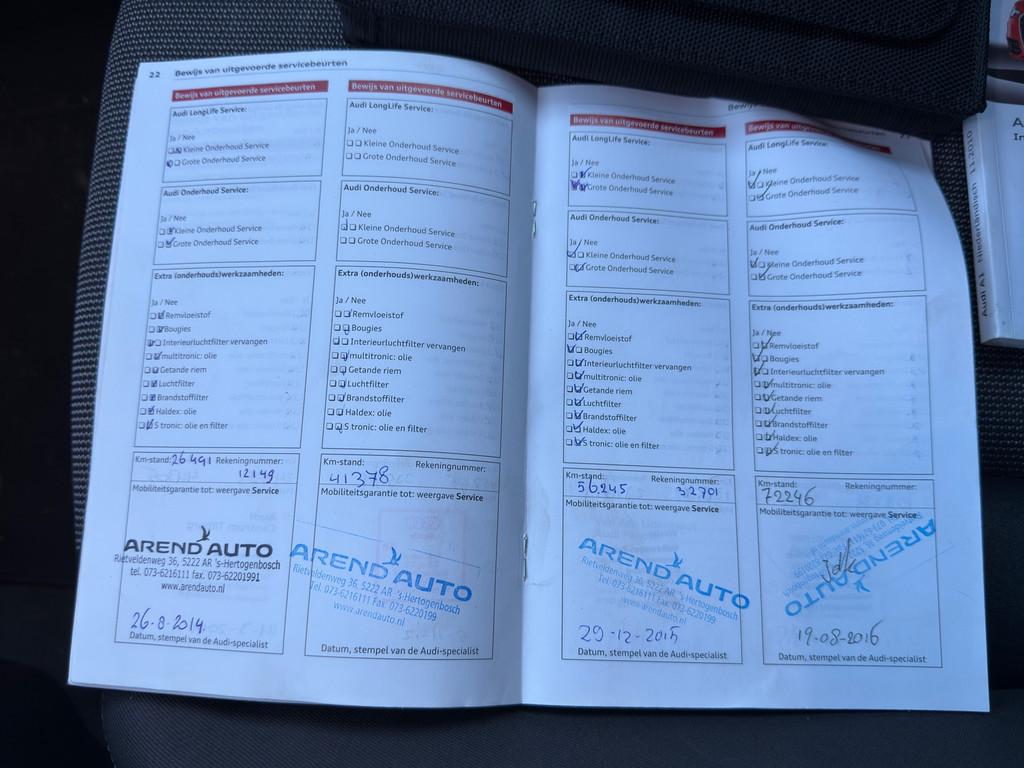 22 Bewijs van uitgevoerde servicebeurten
Bewijs van uitgevoerde servicebeurten
Audi LongLife Service:
Ja / Nee
Kleine Onderhoud Service
Grote Onderhoud Service
Audi Onderhoud Service:
Ja / Nee
Kleine Onderhoud Service
Grote Onderhoud Service
Extra (onderhouds)werkzaamheden:
Ja / Nee
Remvloeistof
Bougies
Interieurluchtfilter vervangen
multitronic: olie
Getande riem
Luchtfilter
Brandstoffilter
Haldex: olie
S tronic: olie en filter
Km-stand: 26491 Rekeningnummer:
12149
Mobiliteitsgarantie tot: weergave Service
AREND AUTO
Rietveldenweg 36, 5222 AR 's-Hertogenbosch
tel. 073-6216111 fax. 073-62201991
www.arendauto.nl
26-8-2014.
Datum, stempel van de Audi-specialist
Bewijs van uitgevoerde servicebeurten
Audi LongLife Service:
Ja / Nee
Kleine Onderhoud Service
Grote Onderhoud Service
Audi Onderhoud Service:
Ja / Nee
Kleine Onderhoud Service
Grote Onderhoud Service
Extra (onderhouds)werkzaamheden:
Ja / Nee
Remvloeistof
Bougies
Interieurluchtfilter vervangen
multitronic: olie
Getande riem
Luchtfilter
Brandstoffilter
Haldex: olie
S tronic: olie en filter
Km-stand: Rekeningnummer:
41378
Mobiliteitsgarantie tot: weergave Service
AREND AUTO
Rietveldenweg 36, 5222 AR 's-Hertogenbosch
Tel. 073-6216111 Fax: 073-6220199
www.arendauto.nl
Datum, stempel van de Audi-specialist
Bewijs van uitgevoerde servicebeurten
Audi LongLife Service:
Ja / Nee
Kleine Onderhoud Service
Grote Onderhoud Service
Audi Onderhoud Service:
Ja / Nee
Kleine Onderhoud Service
Grote Onderhoud Service
Extra (onderhouds)werkzaamheden:
Ja / Nee
Remvloeistof
Bougies
Interieurluchtfilter vervangen
multitronic: olie
Getande riem
Luchtfilter
Brandstoffilter
Haldex: olie
S tronic: olie en filter
Km-stand: Rekeningnummer:
56.245 32701
Mobiliteitsgarantie tot: weergave Service
AREND AUTO
Rietveldenweg 36, 5222 AR 's-Hertogenbosch
Tel. 073-6216111 Fax: 073-6220199
www.arendauto.nl
29-12-2015
Datum, stempel van de Audi-specialist
Bewijs van servicebeurten
Audi LongLife Service:
Ja / Nee
Kleine Onderhoud Service
Grote Onderhoud Service
Audi Onderhoud Service:
Ja / Nee
Kleine Onderhoud Service
Grote Onderhoud Service
Extra (onderhouds)werkzaamheden:
Ja / Nee
Remvloeistof
Bougies
Interieurluchtfilter vervangen
multitronic: olie
Getande riem
Luchtfilter
Brandstoffilter
Haldex: olie
S tronic: olie en filter
Km-stand: Rekeningnummer:
72246
Mobiliteitsgarantie tot: weergave Service
AREND AUTO
19-08-2016
Datum, stempel van de Audi-specialist
Audi A1 Niederländisch 11.2010